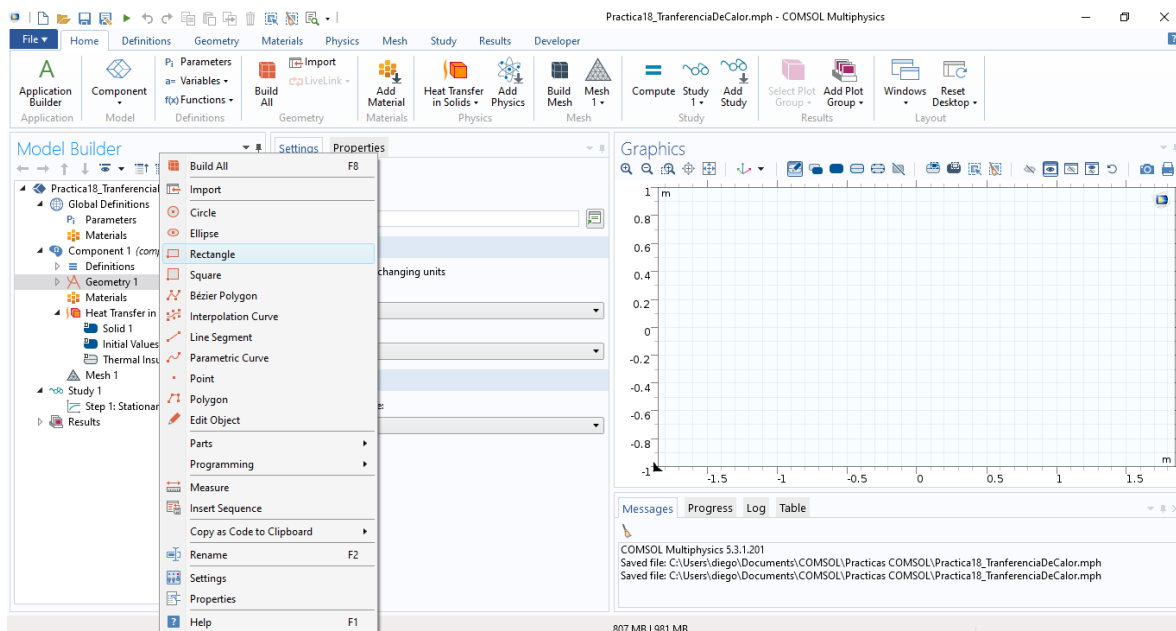 Practica18_TranferenciaDeCalor.mph - COMSOL Multiphysics
File Home Definitions Geometry Materials Physics Mesh Study Results Developer
Application Builder
Application
Component
Model
Pi Parameters
a= Variables
f(x) Functions
Definitions
Build All
Import
LiveLink
Geometry
Add Material
Materials
Heat Transfer in Solids
Add Physics
Physics
Build Mesh
Mesh 1
Mesh
Compute
Study 1
Add Study
Study
Select Plot Group
Add Plot Group
Results
Windows
Reset Desktop
Layout
Model Builder
Practica18_Tranferencial
Global Definitions
Pi Parameters
Materials
Component 1 (comp
Definitions
Geometry 1
Materials
Heat Transfer in
Solid 1
Initial Values
Thermal Insu
Mesh 1
Study 1
Step 1: Stationar
Results
Build All F8
Import
Circle
Ellipse
Rectangle
Square
Bézier Polygon
Interpolation Curve
Line Segment
Parametric Curve
Point
Polygon
Edit Object
Parts
Programming
Measure
Insert Sequence
Copy as Code to Clipboard
Rename F2
Settings
Properties
Help F1
Settings Properties
changing units
e:
Graphics
m
1
0.8
0.6
0.4
0.2
0
-0.2
-0.4
-0.6
-0.8
-1
-1.5 -1 -0.5 0 0.5 1 1.5
m
Messages Progress Log Table
COMSOL Multiphysics 5.3.1.201
Saved file: C:\Users\diego\Documents\COMSOL\Practicas COMSOL\Practica18_TranferenciaDeCalor.mph
Saved file: C:\Users\diego\Documents\COMSOL\Practicas COMSOL\Practica18_TranferenciaDeCalor.mph
807 MB | 981 MB